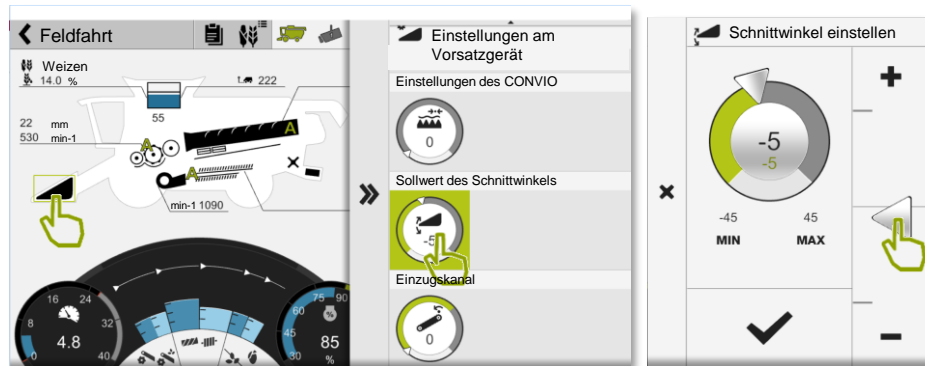 Feldfahrt
Weizen
14.0 %
t. 222
55
22 mm
530 min-1
A
A
A
min-1 1090
0
8
16
24
32
40
4.8
30
45
60
75
90
85
%
Einstellungen am
Vorsatzgerät
Einstellungen des CONVIO
0
Sollwert des Schnittwinkels
-5
Einzugskanal
0
Schnittwinkel einstellen
+
-5
-5
-45 45
MIN MAX
−